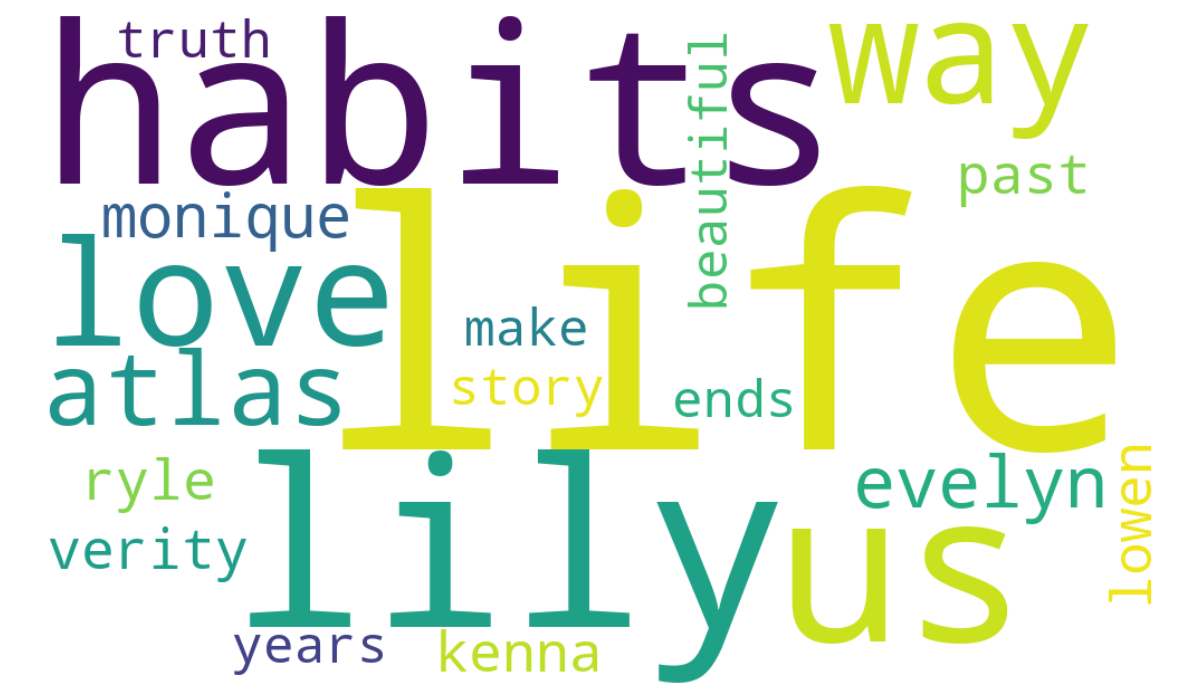 truth
habits
way
beautiful
past
monique
life
love
make
atlas
story
ends
ryle
lily
evelyn
lowen
verity
us
years
kenna